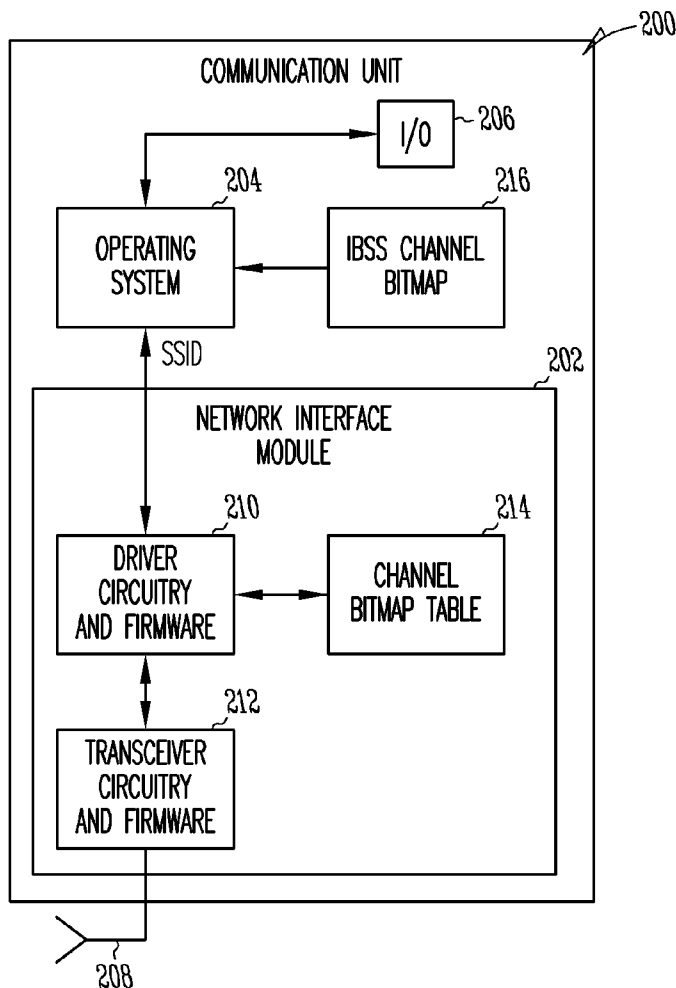 200
COMMUNICATION UNIT
I/O
206
204
216
OPERATING
SYSTEM
IBSS CHANNEL
BITMAP
SSID
202
NETWORK INTERFACE
MODULE
210
214
DRIVER
CIRCUITRY
AND FIRMWARE
CHANNEL
BITMAP TABLE
212
TRANSCEIVER
CIRCUITRY
AND FIRMWARE
208